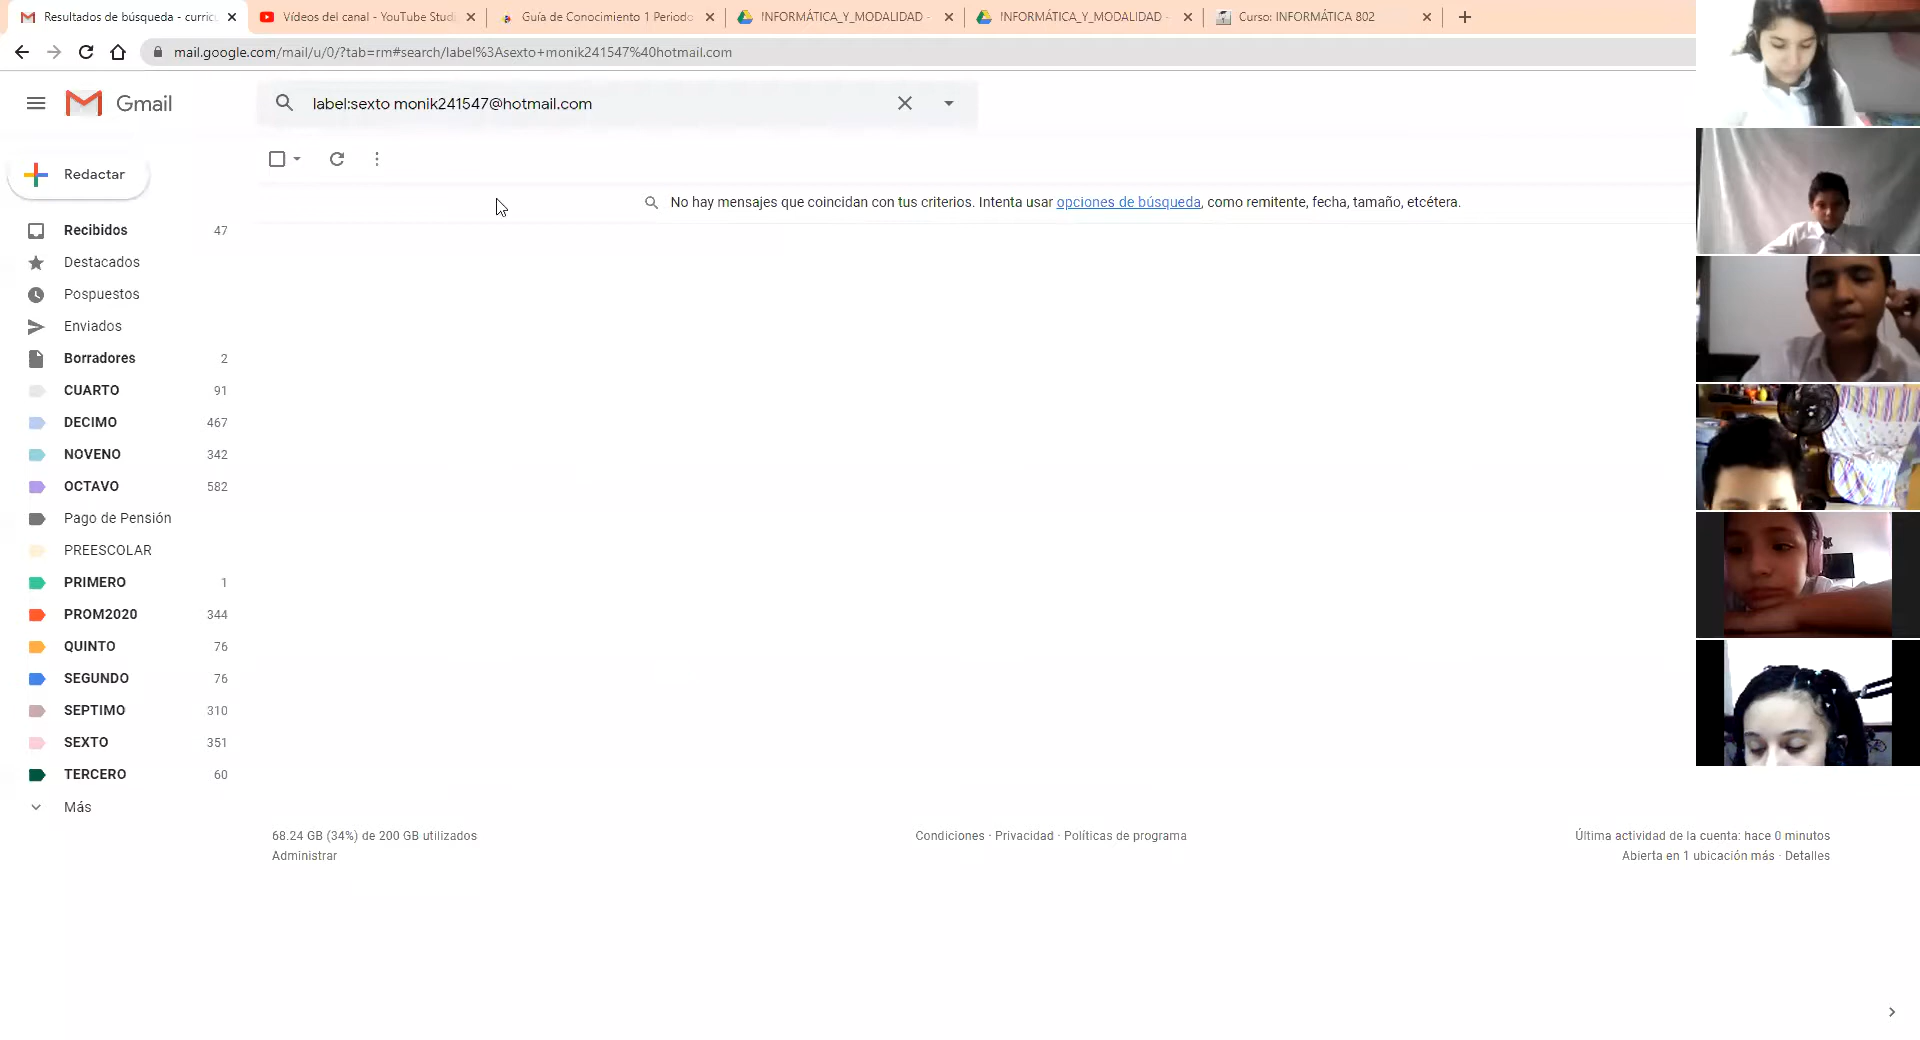 Resultados de búsqueda - curric
Vídeos del canal - YouTube Studi
Guía de Conocimiento 1 Periodo
!NFORMÁTICA_Y_MODALIDAD -
!NFORMÁTICA_Y_MODALIDAD -
Curso: INFORMÁTICA 802
mail.google.com/mail/u/0/?tab=rm#search/label%3Asexto+monik241547%40hotmail.com
Gmail
label:sexto monik241547@hotmail.com
Redactar
No hay mensajes que coincidan con tus criterios. Intenta usar opciones de búsqueda, como remitente, fecha, tamaño, etcétera.
Recibidos 47
Destacados
Pospuestos
Enviados
Borradores 2
CUARTO 91
DECIMO 467
NOVENO 342
OCTAVO 582
Pago de Pensión
PREESCOLAR
PRIMERO 1
PROM2020 344
QUINTO 76
SEGUNDO 76
SEPTIMO 310
SEXTO 351
TERCERO 60
Más
68.24 GB (34%) de 200 GB utilizados
Administrar
Condiciones · Privacidad · Políticas de programa
Última actividad de la cuenta: hace 0 minutos
Abierta en 1 ubicación más · Detalles